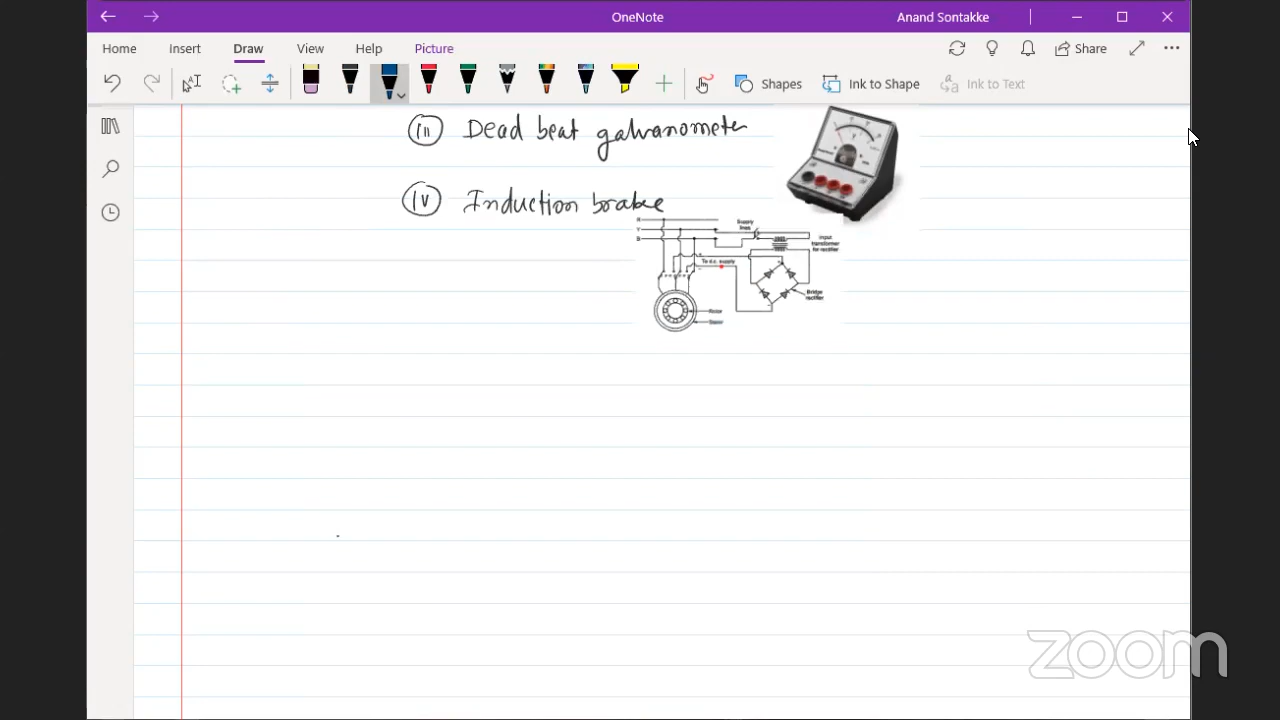 OneNote
Anand Sontakke
Home Insert Draw View Help Picture
Share
Shapes
Ink to Shape
Ink to Text
(iii) Dead beat galvanometer
(iv) Induction brake
Supply
lines
R
Y
B
Input
transformer
for rectifier
To d.c. supply
Bridge
rectifier
Rotor
Stator
zoom